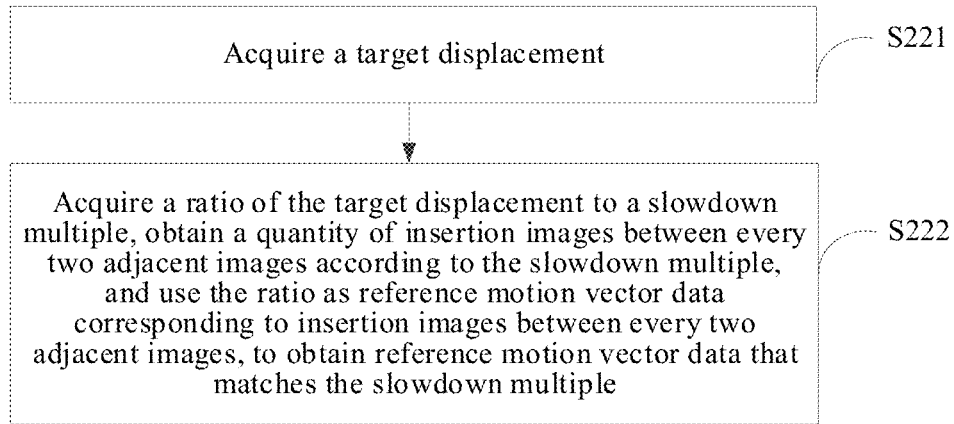 Acquire a target displacement
S221
Acquire a ratio of the target displacement to a slowdown
multiple, obtain a quantity of insertion images between every
two adjacent images according to the slowdown multiple,
and use the ratio as reference motion vector data
corresponding to insertion images between every two
adjacent images, to obtain reference motion vector data that
matches the slowdown multiple
S222